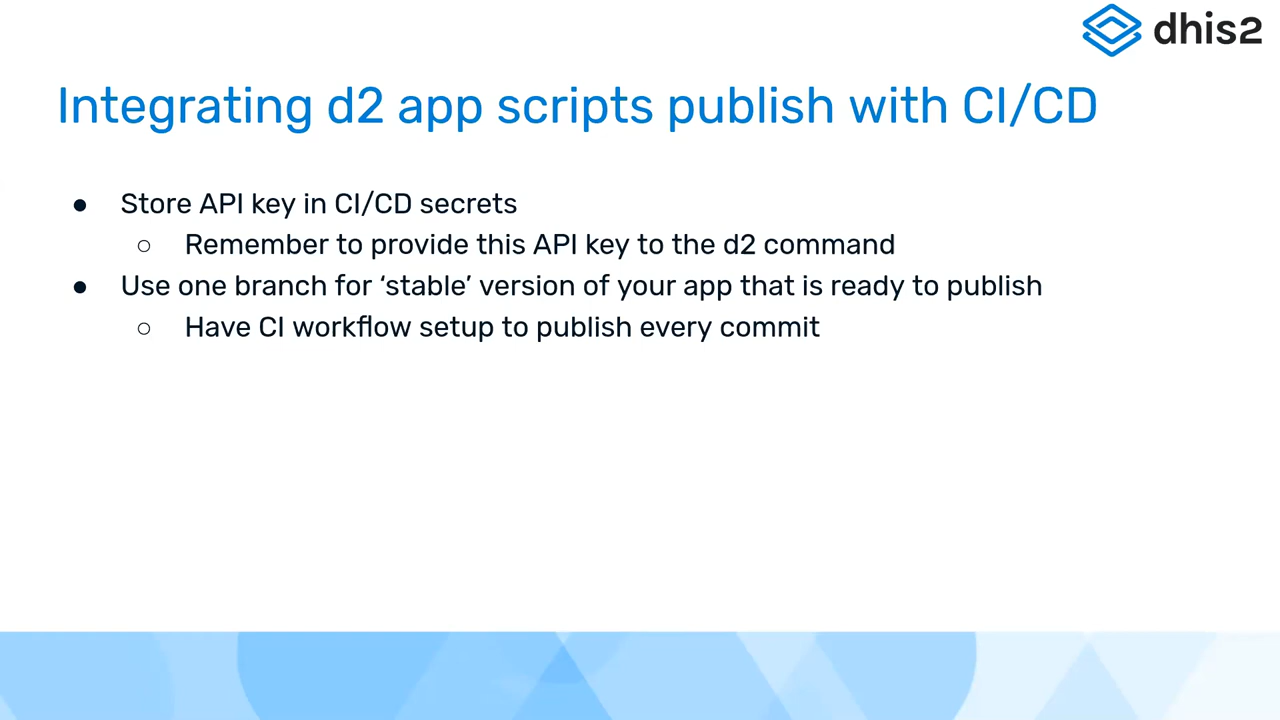 dhis2
Integrating d2 app scripts publish with CI/CD
● Store API key in CI/CD secrets
○ Remember to provide this API key to the d2 command
● Use one branch for ‘stable’ version of your app that is ready to publish
○ Have CI workflow setup to publish every commit